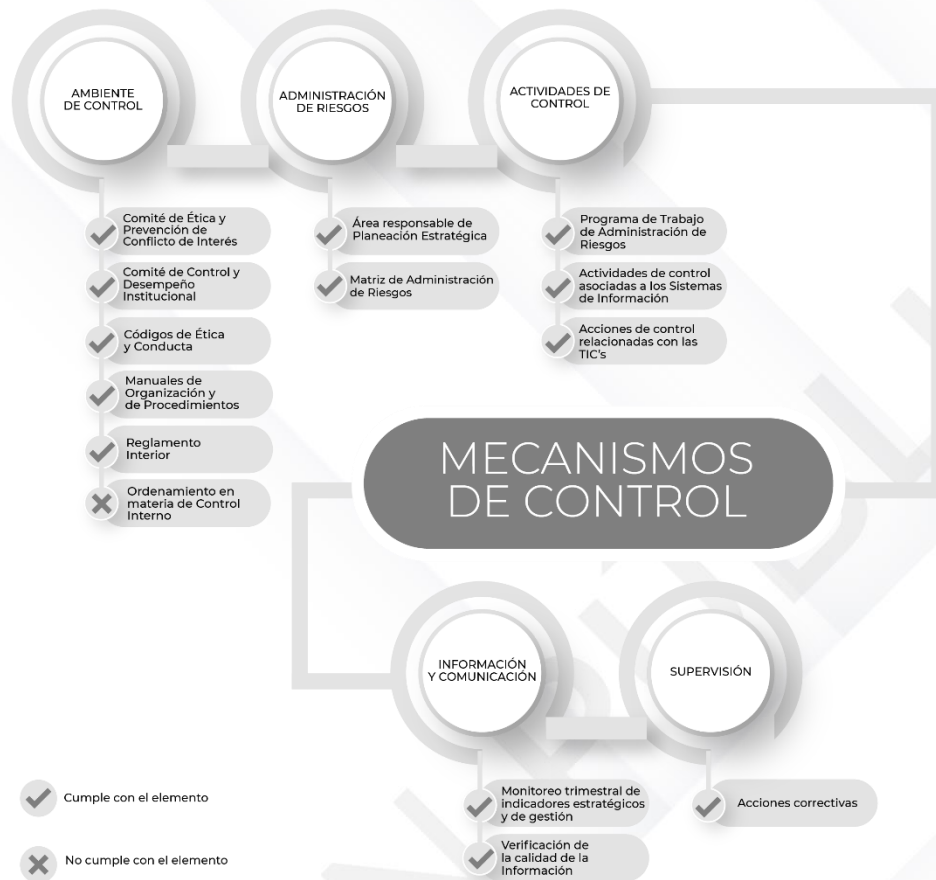 AMBIENTE
DE CONTROL
ADMINISTRACIÓN
DE RIESGOS
ACTIVIDADES DE
CONTROL
Comité de Ética y
Prevención de
Conflicto de Interés
Comité de Control y
Desempeño
Institucional
Códigos de Ética
y Conducta
Manuales de
Organización y
de Procedimientos
Reglamento
Interior
Ordenamiento en
materia de Control
Interno
Área responsable de
Planeación Estratégica
Matriz de Administración
de Riesgos
Programa de Trabajo
de Administración de
Riesgos
Actividades de control
asociadas a los Sistemas
de Información
Acciones de control
relacionadas con las
TIC's
MECANISMOS
DE CONTROL
INFORMACIÓN
Y COMUNICACIÓN
SUPERVISIÓN
Monitoreo trimestral de
indicadores estratégicos
y de gestión
Verificación de
la calidad de la
Información
Acciones correctivas
Cumple con el elemento
No cumple con el elemento